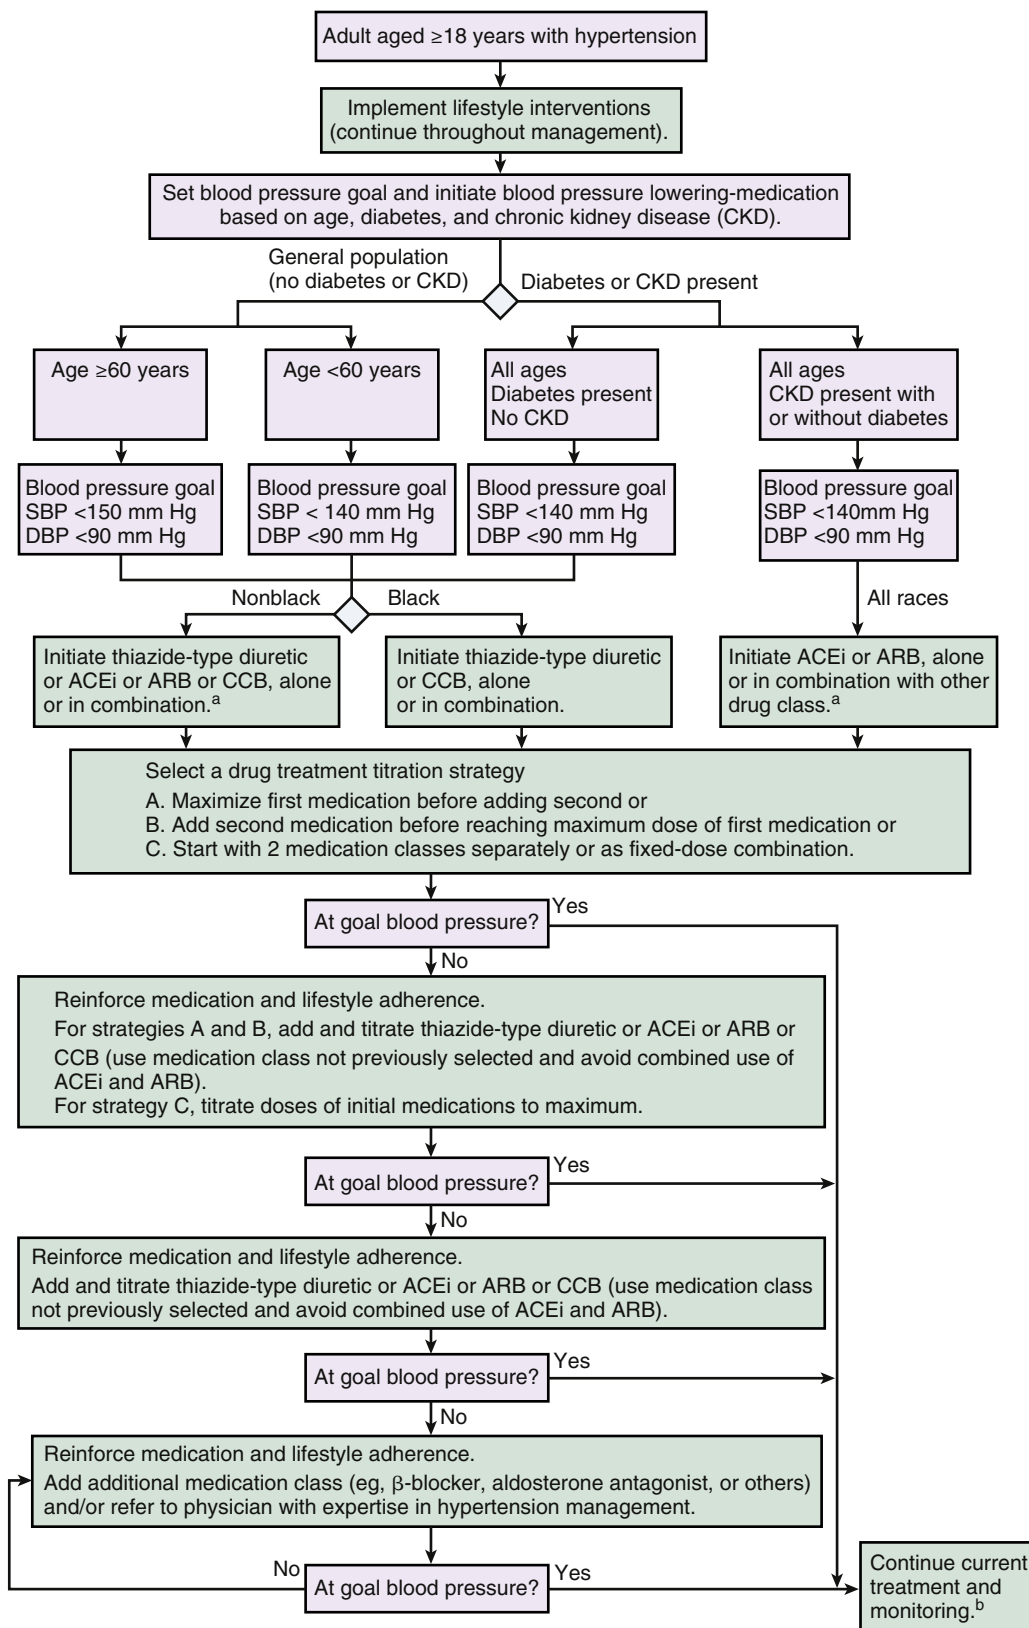 Adult aged ≥18 years with hypertension
Implement lifestyle interventions
(continue throughout management).
Set blood pressure goal and initiate blood pressure lowering-medication
based on age, diabetes, and chronic kidney disease (CKD).
General population
(no diabetes or CKD)
Diabetes or CKD present
Age ≥60 years
Age <60 years
All ages
Diabetes present
No CKD
All ages
CKD present with
or without diabetes
Blood pressure goal
SBP <150 mm Hg
DBP <90 mm Hg
Blood pressure goal
SBP < 140 mm Hg
DBP <90 mm Hg
Blood pressure goal
SBP <140 mm Hg
DBP <90 mm Hg
Blood pressure goal
SBP <140mm Hg
DBP <90 mm Hg
Nonblack
Black
All races
Initiate thiazide-type diuretic
or ACEi or ARB or CCB, alone
or in combination.a
Initiate thiazide-type diuretic
or CCB, alone
or in combination.
Initiate ACEi or ARB, alone
or in combination with other
drug class.a
Select a drug treatment titration strategy
A. Maximize first medication before adding second or
B. Add second medication before reaching maximum dose of first medication or
C. Start with 2 medication classes separately or as fixed-dose combination.
At goal blood pressure?
Yes
No
Reinforce medication and lifestyle adherence.
For strategies A and B, add and titrate thiazide-type diuretic or ACEi or ARB or
CCB (use medication class not previously selected and avoid combined use of
ACEi and ARB).
For strategy C, titrate doses of initial medications to maximum.
At goal blood pressure?
Yes
No
Reinforce medication and lifestyle adherence.
Add and titrate thiazide-type diuretic or ACEi or ARB or CCB (use medication class
not previously selected and avoid combined use of ACEi and ARB).
At goal blood pressure?
Yes
No
Reinforce medication and lifestyle adherence.
Add additional medication class (eg, β-blocker, aldosterone antagonist, or others)
and/or refer to physician with expertise in hypertension management.
No
At goal blood pressure?
Yes
Continue current
treatment and
monitoring.b